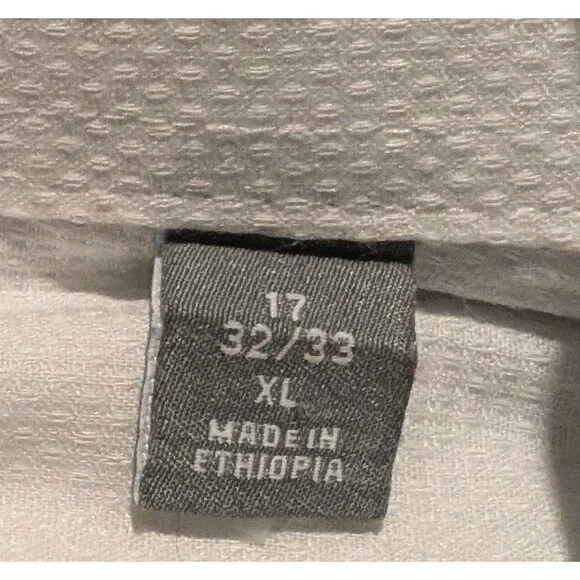 17
32/33
XL
MADE IN
ETHIOPIA